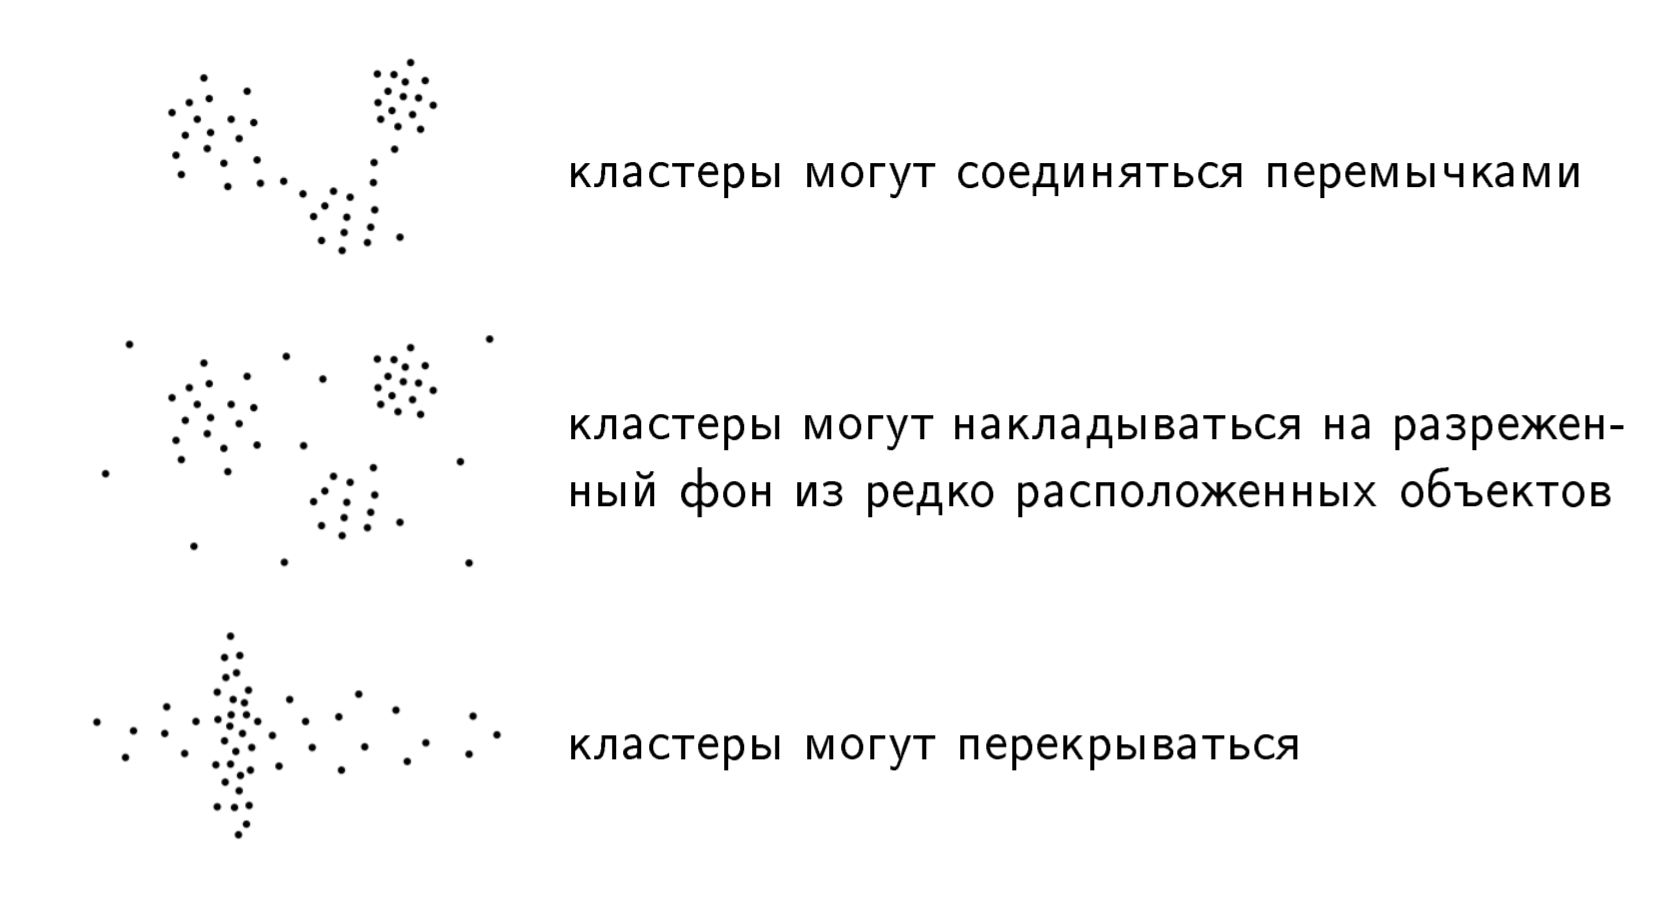 кластеры могут соединяться перемычками
кластеры могут накладываться на разрежен-
ный фон из редко расположенных объектов
кластеры могут перекрываться